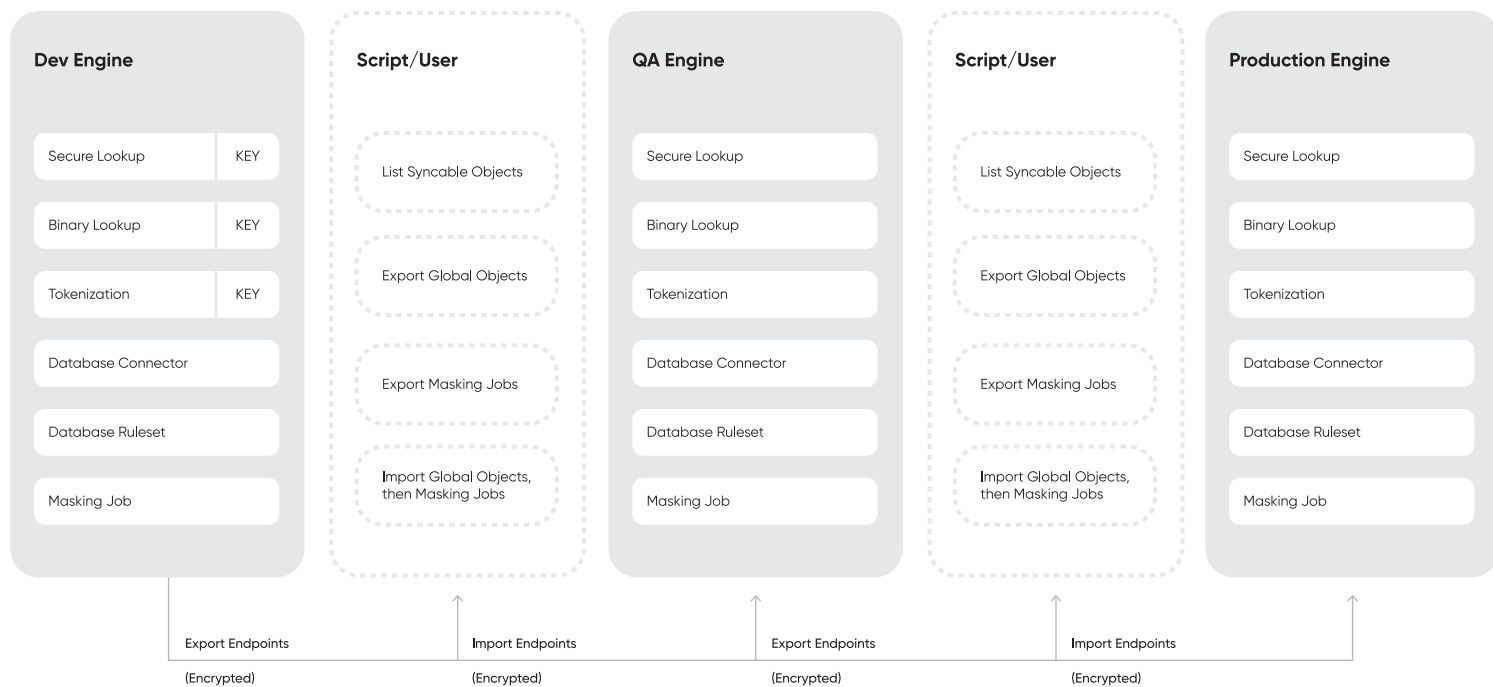 Dev Engine
Secure Lookup
KEY
Binary Lookup
KEY
Tokenization
KEY
Database Connector
Database Ruleset
Masking Job
Script/User
List Syncable Objects
Export Global Objects
Export Masking Jobs
Import Global Objects,
then Masking Jobs
QA Engine
Secure Lookup
Binary Lookup
Tokenization
Database Connector
Database Ruleset
Masking Job
Script/User
List Syncable Objects
Export Global Objects
Export Masking Jobs
Import Global Objects,
then Masking Jobs
Production Engine
Secure Lookup
Binary Lookup
Tokenization
Database Connector
Database Ruleset
Masking Job
Export Endpoints
(Encrypted)
Import Endpoints
(Encrypted)
Export Endpoints
(Encrypted)
Import Endpoints
(Encrypted)